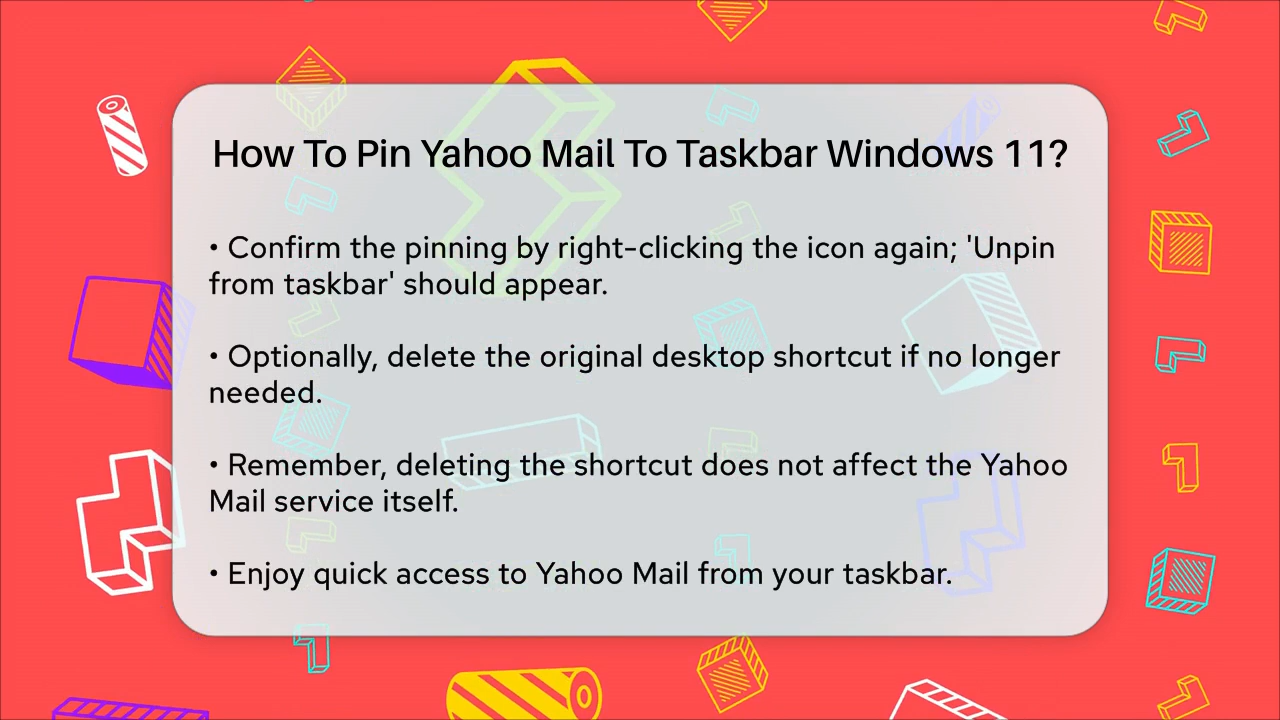 How To Pin Yahoo Mail To Taskbar Windows 11?
• Confirm the pinning by right-clicking the icon again; 'Unpin
from taskbar' should appear.
• Optionally, delete the original desktop shortcut if no longer
needed.
• Remember, deleting the shortcut does not affect the Yahoo
Mail service itself.
• Enjoy quick access to Yahoo Mail from your taskbar.